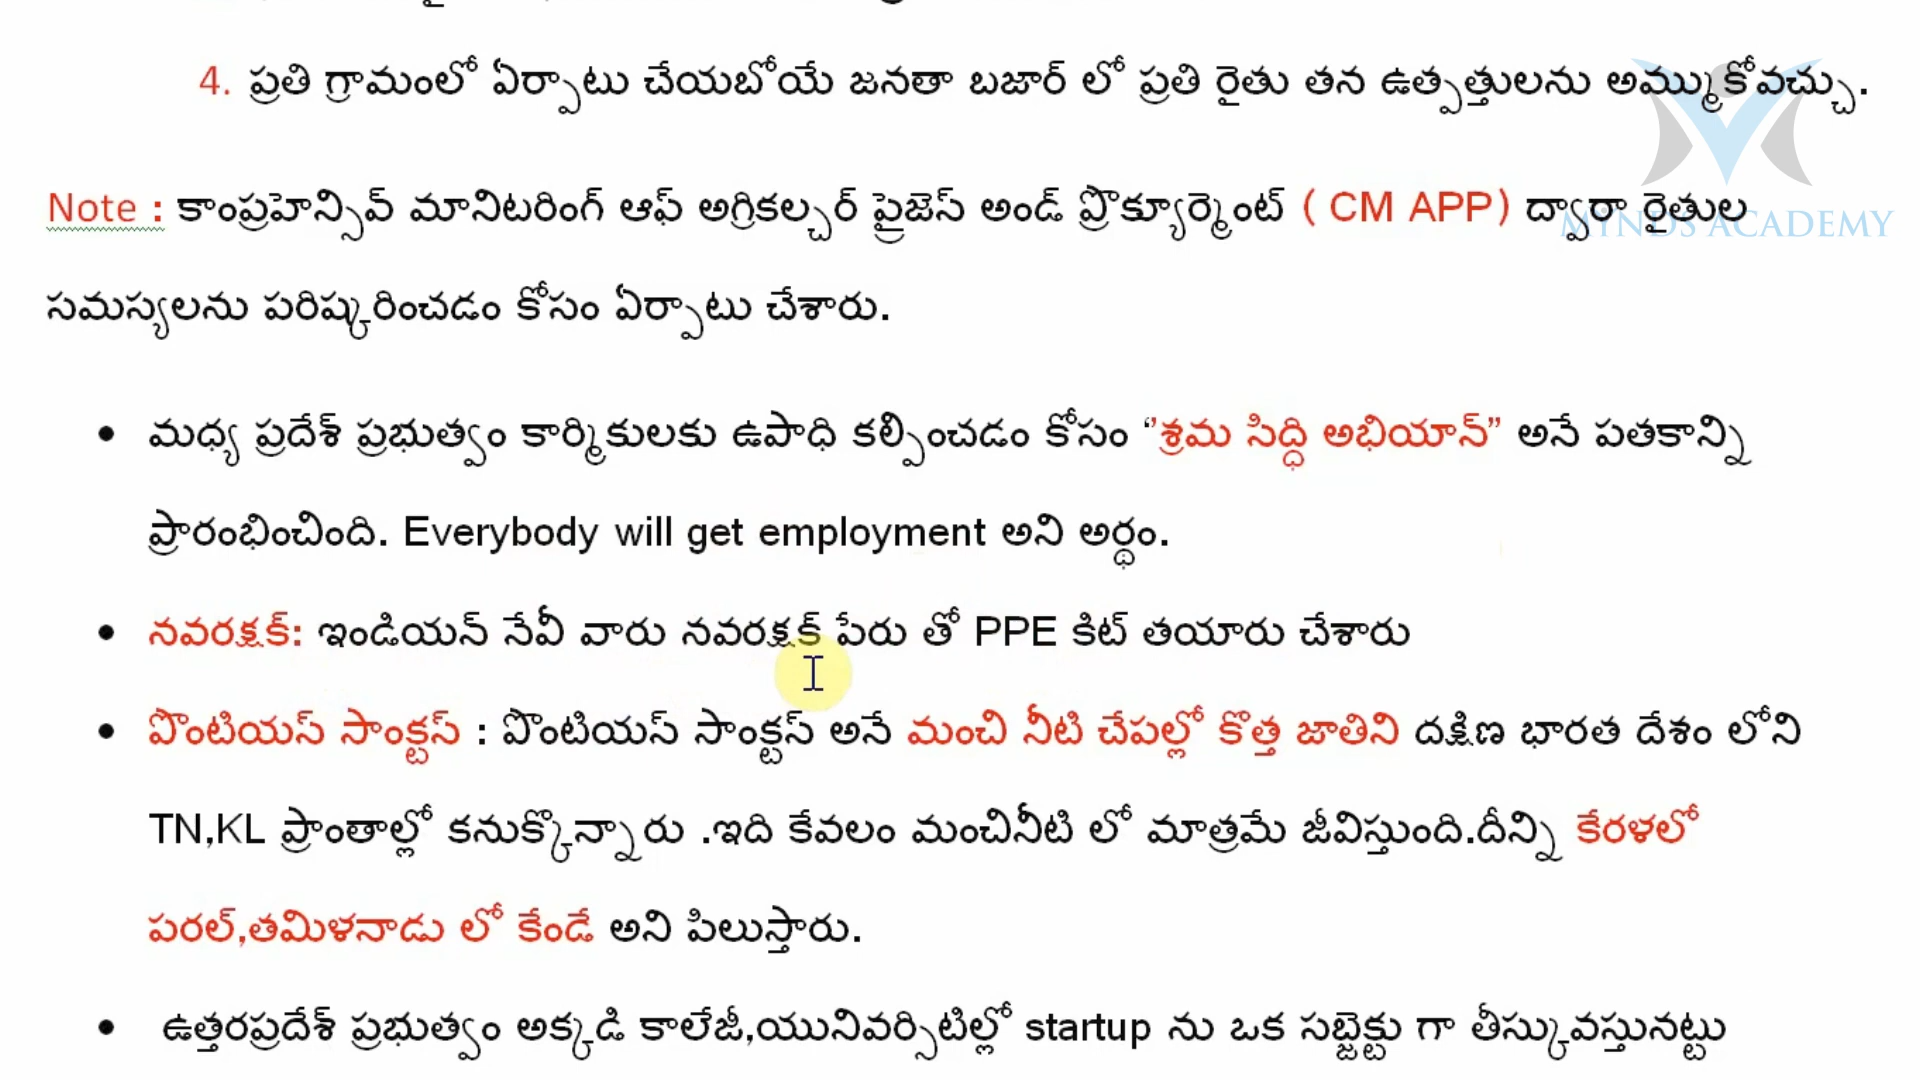 4. ప్రతి గ్రామంలో ఏర్పాటు చేయబోయే జనతా బజార్ లో ప్రతి రైతు తన ఉత్పత్తులను అమ్ముకోవచ్చు.
Note : కాంప్రహెన్సివ్ మానిటరింగ్ ఆఫ్ అగ్రికల్చర్ ప్రైజెస్ అండ్ ప్రొక్యూర్మెంట్ ( CM APP) ద్వారా రైతుల
MYNDS ACADEMY
సమస్యలను పరిష్కరించడం కోసం ఏర్పాటు చేశారు.
• మధ్య ప్రదేశ్ ప్రభుత్వం కార్మికులకు ఉపాధి కల్పించడం కోసం “శ్రమ సిద్ధి అభియాన్” అనే పతకాన్ని
ప్రారంభించింది. Everybody will get employment అని అర్థం.
• నవరక్షక్: ఇండియన్ నేవీ వారు నవరక్షక్ పేరు తో PPE కిట్ తయారు చేశారు
• పొంటియస్ సాంక్టస్ : పొంటియస్ సాంక్టస్ అనే మంచి నీటి చేపల్లో కొత్త జాతిని దక్షిణ భారత దేశం లోని
TN,KL ప్రాంతాల్లో కనుక్కొన్నారు .ఇది కేవలం మంచినీటి లో మాత్రమే జీవిస్తుంది.దీన్ని కేరళలో
పరల్,తమిళనాడు లో కేండే అని పిలుస్తారు.
• ఉత్తరప్రదేశ్ ప్రభుత్వం అక్కడి కాలేజీ,యునివర్సిటిల్లో startup ను ఒక సబ్జెక్టు గా తీస్కువస్తునట్టు